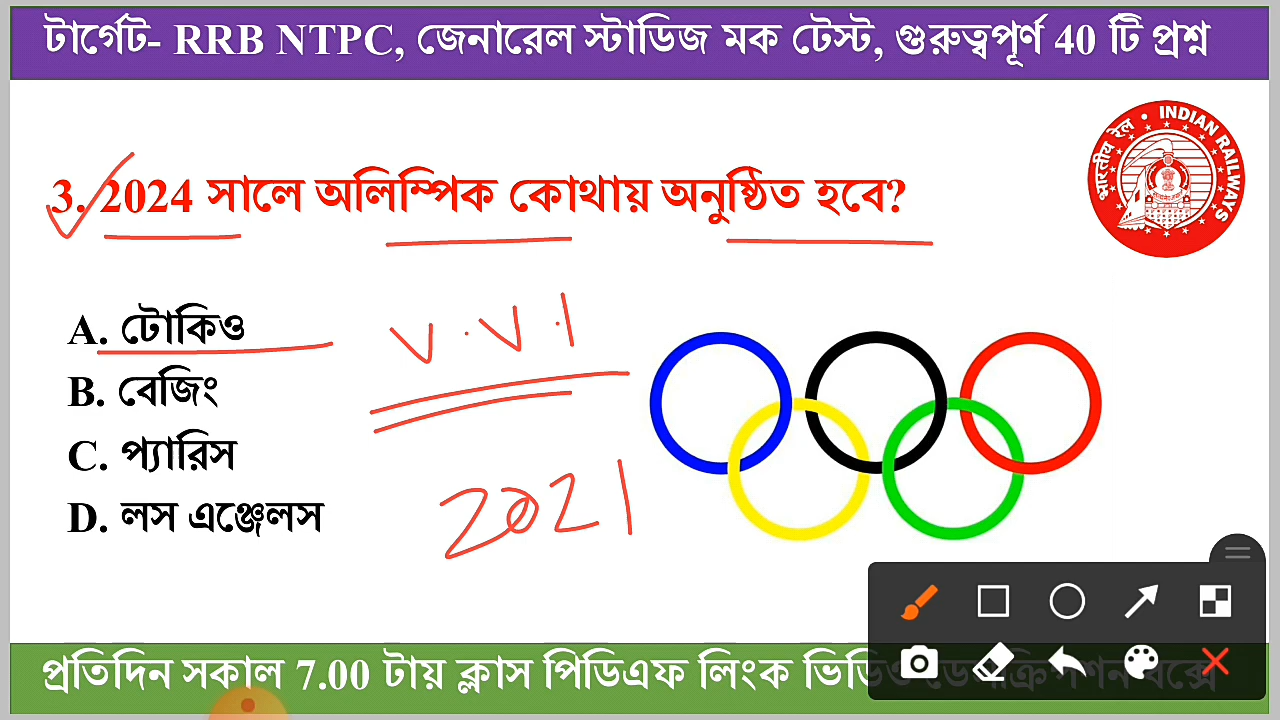 টার্গেট- RRB NTPC, জেনারেল স্টাডিজ মক টেস্ট, গুরুত্বপূর্ণ 40 টি প্রশ্ন
भारतीय रेल • INDIAN RAILWAYS
3. 2024 সালে অলিম্পিক কোথায় অনুষ্ঠিত হবে?
A. টোকিও
V. V. I
B. বেজিং
C. প্যারিস
D. লস এঞ্জেলস
2021
প্রতিদিন সকাল 7.00 টায় ক্লাস পিডিএফ লিংক